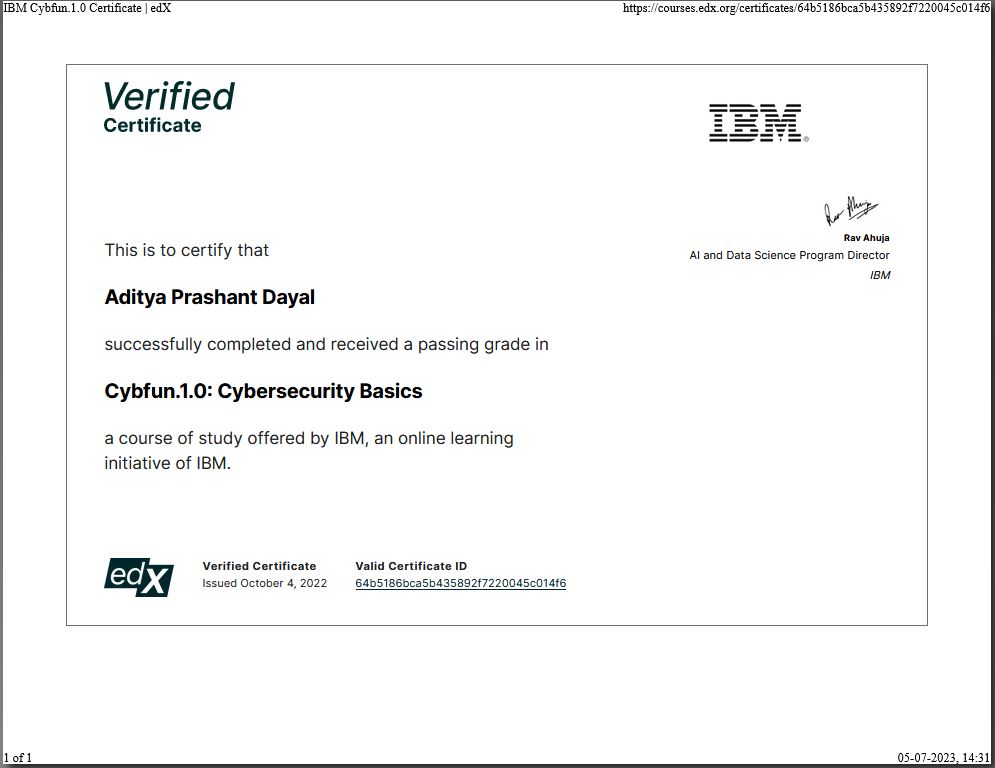 IBM Cybfun.1.0 Certificate | edX
https://courses.edx.org/certificates/64b5186bca5b435892f7220045c014f6
Verified
Certificate
IBM®
Rav Ahuja
AI and Data Science Program Director
IBM
This is to certify that
Aditya Prashant Dayal
successfully completed and received a passing grade in
Cybfun.1.0: Cybersecurity Basics
a course of study offered by IBM, an online learning
initiative of IBM.
edX
Verified Certificate
Issued October 4, 2022
Valid Certificate ID
64b5186bca5b435892f7220045c014f6
1 of 1
05-07-2023, 14:31